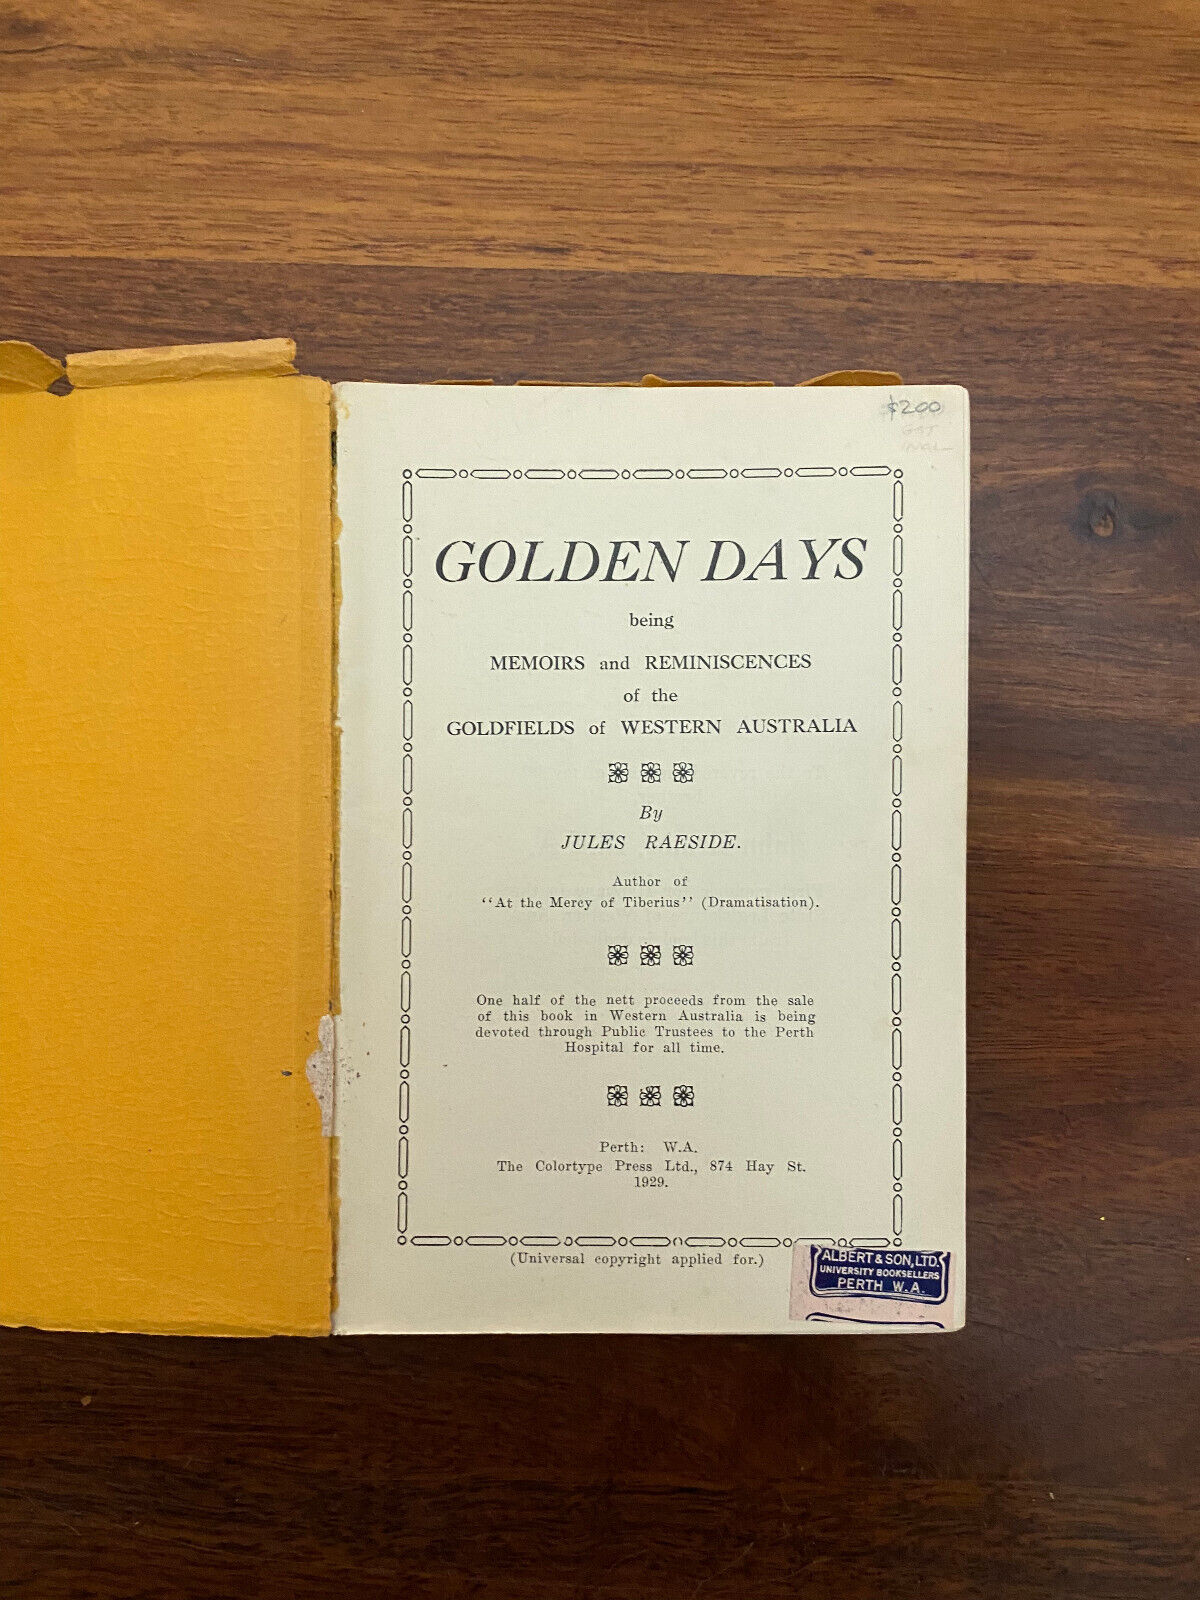 $200
GST
INCL
GOLDEN DAYS
being
MEMOIRS and REMINISCENCES
of the
GOLDFIELDS of WESTERN AUSTRALIA
By
JULES RAESIDE.
Author of
"At the Mercy of Tiberius" (Dramatisation).
One half of the nett proceeds from the sale
of this book in Western Australia is being
devoted through Public Trustees to the Perth
Hospital for all time.
Perth: W.A.
The Colortype Press Ltd., 874 Hay St.
1929.
(Universal copyright applied for.)
ALBERT & SON, LTD.
UNIVERSITY BOOKSELLERS
PERTH W.A.